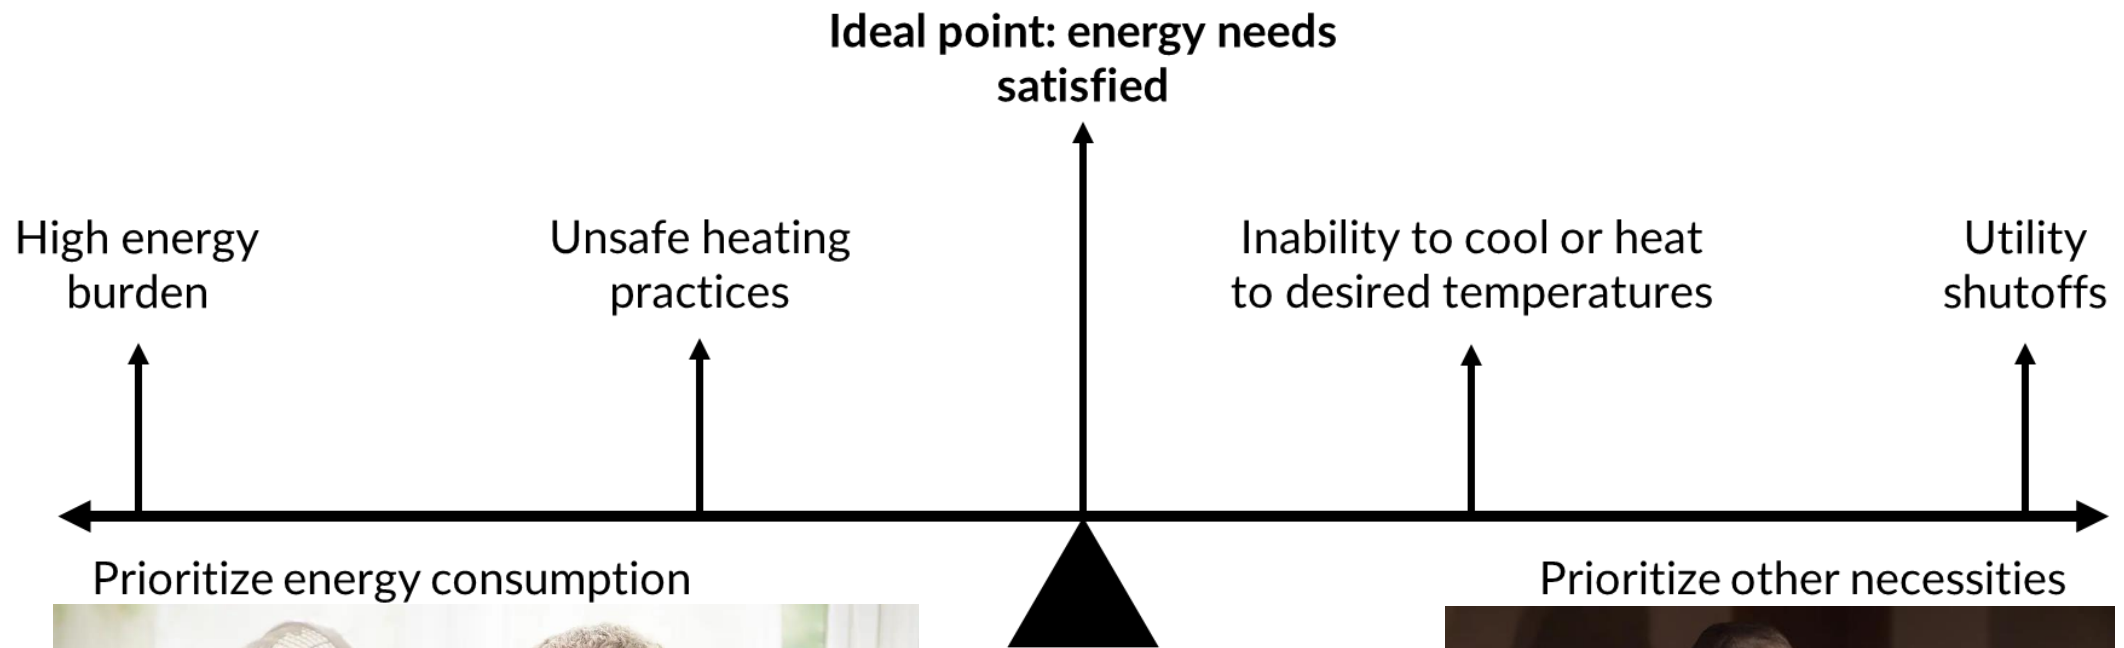 Ideal point: energy needs
satisfied
High energy
burden
Unsafe heating
practices
Inability to cool or heat
to desired temperatures
Utility
shutoffs
Prioritize energy consumption
Prioritize other necessities